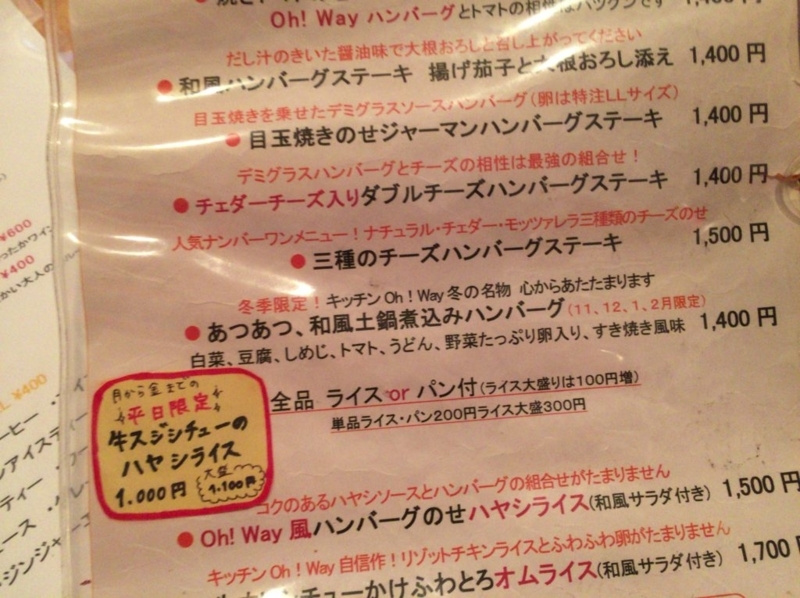 Oh! Way ハンバーグとトマトの相性はバツグンです
だし汁のきいた醤油味で大根おろしと召し上がってください
●和風ハンバーグステーキ 揚げ茄子と大根おろし添え 1,400 円
目玉焼きを乗せたデミグラスソースハンバーグ(卵は特注LLサイズ)
●目玉焼きのせジャーマンハンバーグステーキ 1,400 円
デミグラスハンバーグとチーズの相性は最強の組合せ！
●チェダーチーズ入りダブルチーズハンバーグステーキ 1,400 円
人気ナンバーワンメニュー！ナチュラル・チェダー・モッツァレラ三種類のチーズのせ
●三種のチーズハンバーグステーキ 1,500 円
冬季限定！キッチン Oh！Way 冬の名物 心からあたたまります
●あつあつ、和風土鍋煮込みハンバーグ(11、12、1、2月限定) 1,400 円
白菜、豆腐、しめじ、トマト、うどん、野菜たっぷり卵入り、すき焼き風味
全品 ライス or パン付(ライス大盛りは100円増)
単品ライス・パン200円ライス大盛300円
月から金までの
平日限定
牛スジシチューの
ハヤシライス
1.000円
大盛
1.100円
コクのあるハヤシソースとハンバーグの組合せがたまりません
●Oh! Way 風ハンバーグのせハヤシライス(和風サラダ付き) 1,500 円
キッチン Oh！Way 自信作！リゾットチキンライスとふわふわ卵がたまりません
シチューかけふわとろオムライス(和風サラダ付き) 1,700
¥600
¥400
¥400